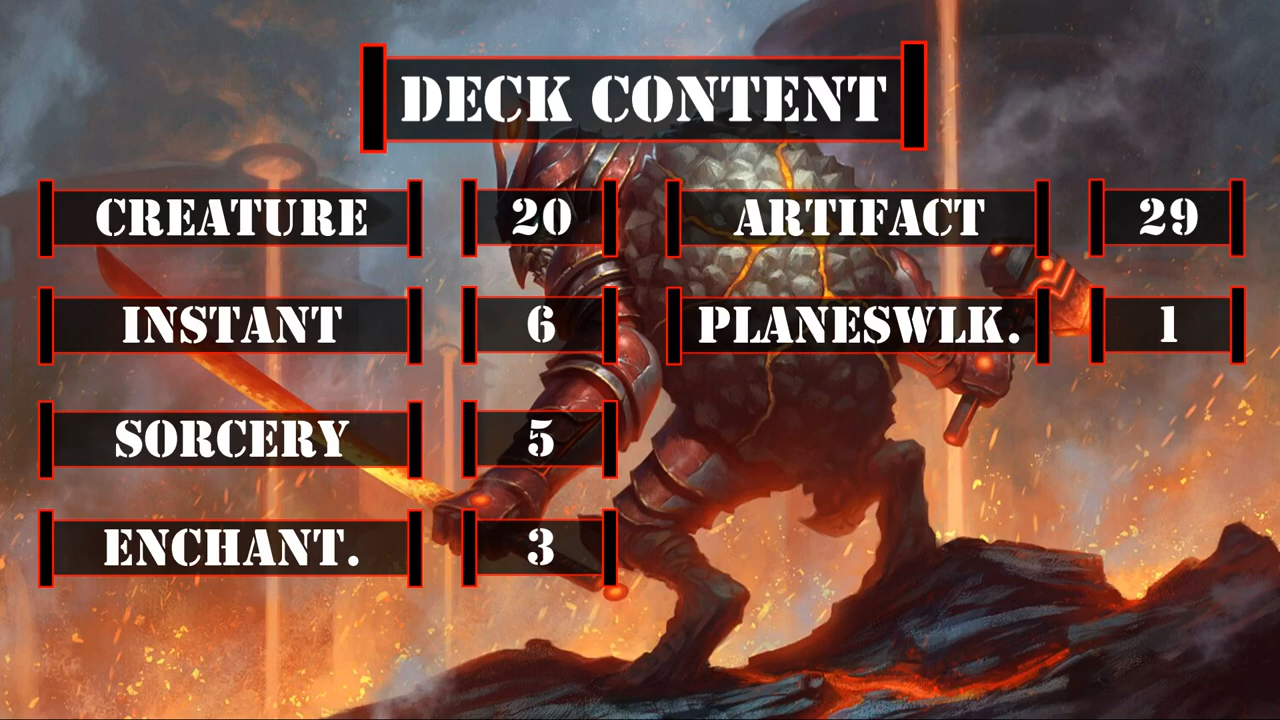 DECK CONTENT
CREATURE 20
ARTIFACT 29
INSTANT 6
PLANESWLK. 1
SORCERY 5
ENCHANT. 3